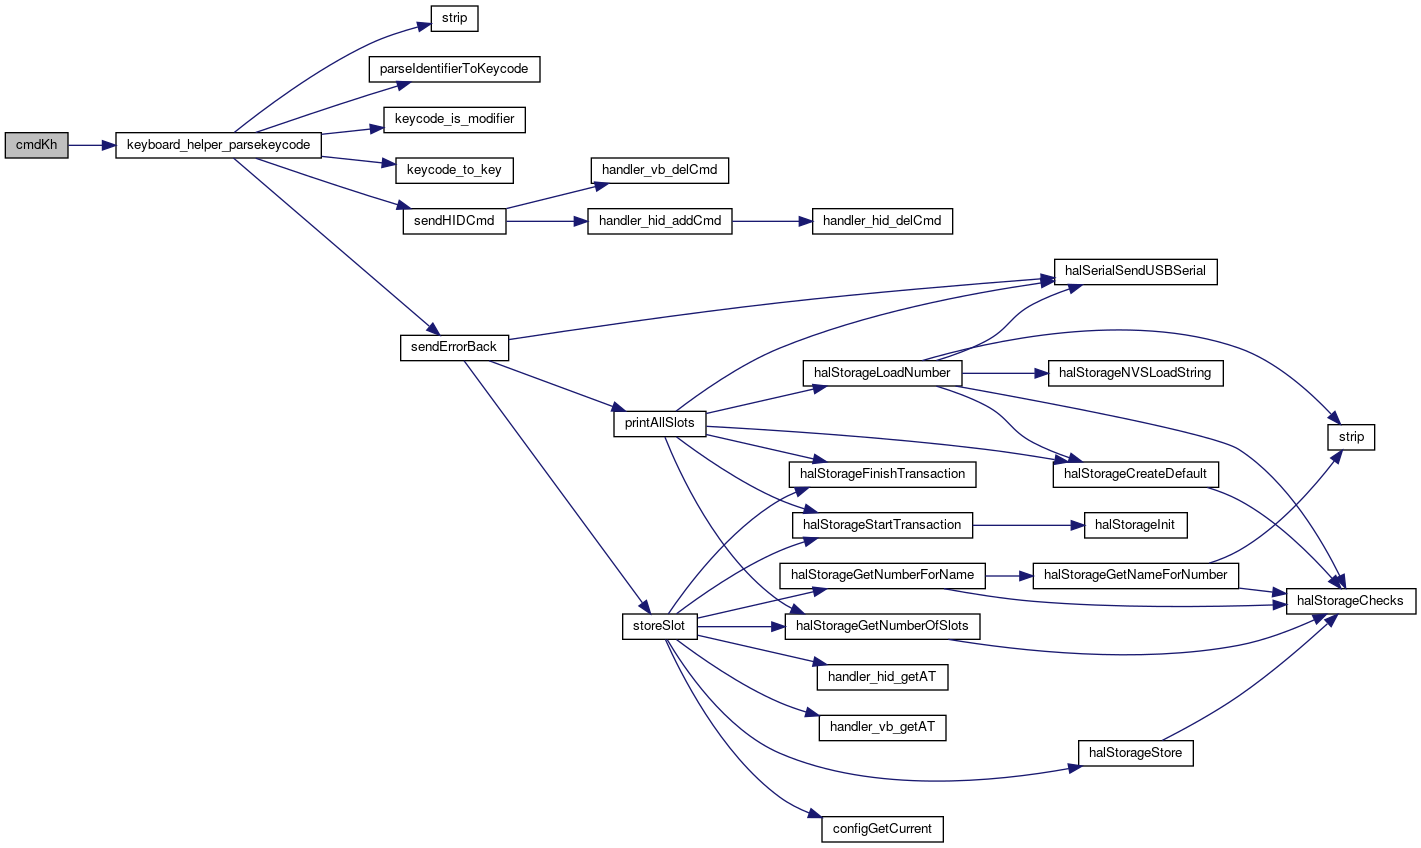 strip
parseIdentifierToKeycode
keycode_is_modifier
cmdKh
keyboard_helper_parsekeycode
keycode_to_key
handler_vb_delCmd
sendHIDCmd
handler_hid_addCmd
handler_hid_delCmd
halSerialSendUSBSerial
sendErrorBack
halStorageLoadNumber
halStorageNVSLoadString
printAllSlots
strip
halStorageFinishTransaction
halStorageCreateDefault
halStorageStartTransaction
halStorageInit
halStorageGetNumberForName
halStorageGetNameForNumber
halStorageChecks
storeSlot
halStorageGetNumberOfSlots
handler_hid_getAT
handler_vb_getAT
halStorageStore
configGetCurrent